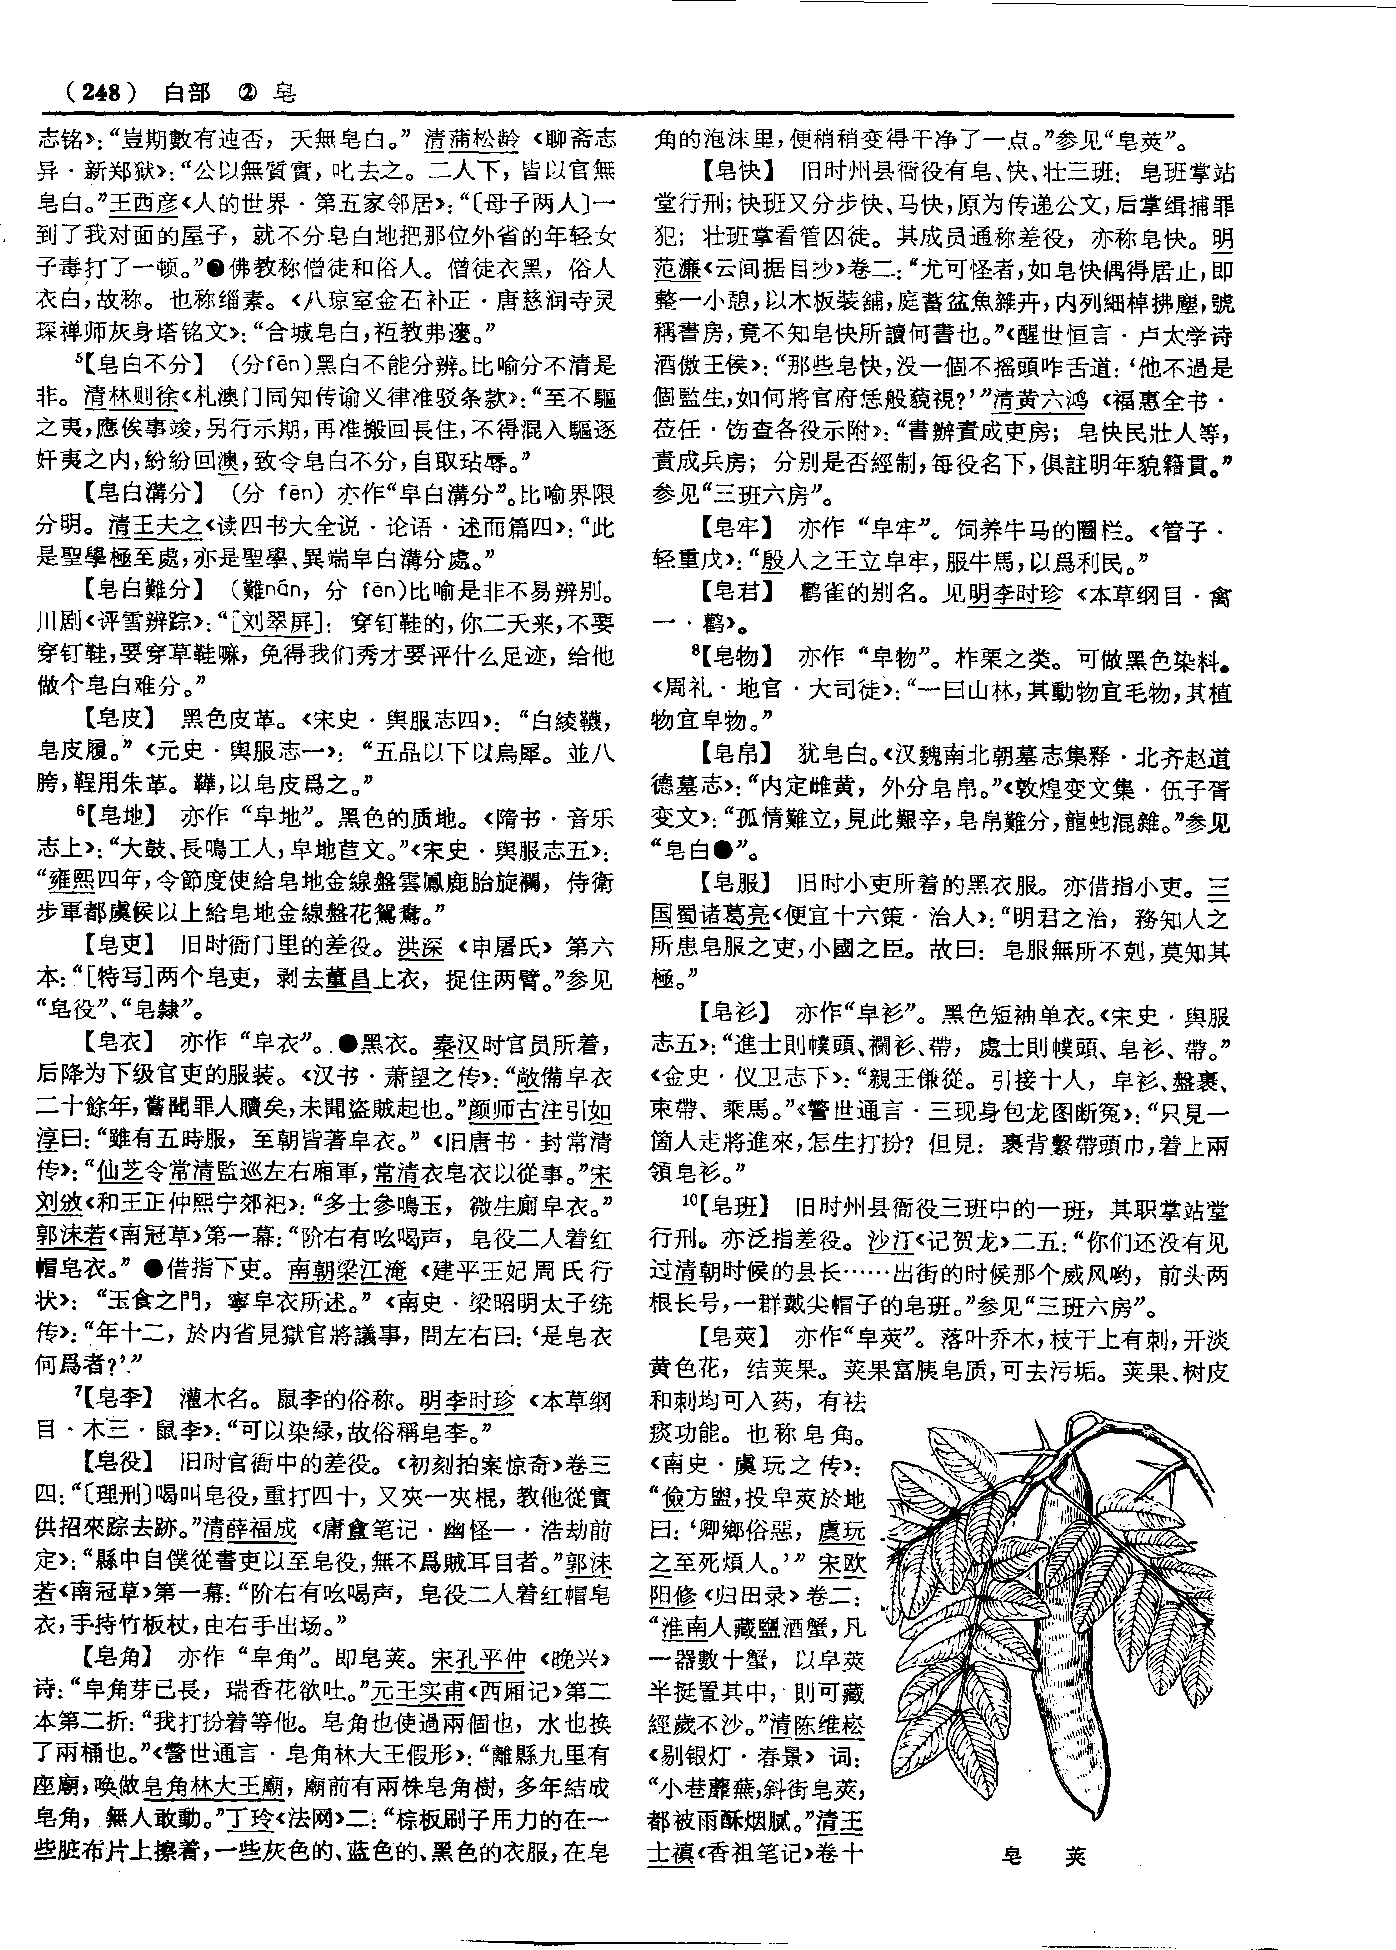 （248） 白部 ② 皂
志铭》：“豈期數有迍否，天無皂白。” 清蒲松龄《聊斋志
异·新郑狱》：“公以無質實，叱去之。二人下，皆以官無
皂白。”王西彦《人的世界·第五家邻居》：“〔母子两人〕一
到了我对面的屋子，就不分皂白地把那位外省的年轻女
子毒打了一顿。”佛教称僧徒和俗人。僧徒衣黑，俗人
衣白，故称。也称缁素。《八琼室金石补正·唐慈润寺灵
琛禅师灰身塔铭文》：“合城皂白，祗教弗違。”
⁵【皂白不分】 （分fēn）黑白不能分辨。比喻分不清是
非。清林则徐《札澳门同知传谕义律准驳条款》：“至不驅
之夷，應俟事竣，另行示期，再准搬回長住，不得混入驅逐
奸夷之内，紛紛回澳，致令皂白不分，自取玷辱。”
【皂白溝分】 （分 fēn）亦作“皁白溝分”。比喻界限
分明。清王夫之《读四书大全说·论语·述而篇四》：“此
是聖學極至處，亦是聖學、異端皁白溝分處。”
【皂白難分】 （難nán，分 fēn）比喻是非不易辨别。
川剧《评雪辨踪》：“［刘翠屏］：穿钉鞋的，你二天来，不要
穿钉鞋，要穿草鞋嘛，免得我们秀才要评什么足迹，给他
做个皂白难分。”
【皂皮】 黑色皮革。《宋史·舆服志四》：“白綾韈，
皂皮履。”《元史·舆服志一》：“五品以下以烏犀。並八
胯，鞓用朱革。鞾，以皂皮爲之。”
⁶【皂地】 亦作“皁地”。黑色的质地。《隋书·音乐
志上》：“大鼓、長鳴工人，皁地苣文。”《宋史·舆服志五》：
“雍熙四年，令節度使給皂地金線盤雲鳳鹿胎旋襴，侍衛
步軍都虞候以上給皂地金線盤花鴛鴦。”
【皂吏】 旧时衙门里的差役。洪深《申屠氏》第六
本：“［特写］两个皂吏，剥去董昌上衣，捉住两臂。”参见
“皂役”、“皂隸”。
【皂衣】 亦作“皁衣”。●黑衣。秦汉时官员所着，
后降为下级官吏的服装。《汉书·萧望之传》：“敞備皁衣
二十餘年，嘗聞罪人贖矣，未聞盜賊起也。”颜师古注引如
淳曰：“雖有五時服，至朝皆著皁衣。”《旧唐书·封常清
传》：“仙芝令常清監巡左右廂軍，常清衣皂衣以從事。”宋
刘攽《和王正仲熙宁郊祀》：“多士參鳴玉，微生廁皁衣。”
郭沫若《南冠草》第一幕：“阶右有吆喝声，皂役二人着红
帽皂衣。”●借指下吏。南朝梁江淹《建平王妃周氏行
状》：“玉食之門，寧皁衣所述。”《南史·梁昭明太子统
传》：“年十二，於内省見獄官將讞事，問左右曰：‘是皂衣
何爲者？’”
⁷【皂李】 灌木名。鼠李的俗称。明李时珍《本草纲
目·木三·鼠李》：“可以染緑，故俗稱皂李。”
【皂役】 旧时官衙中的差役。《初刻拍案惊奇》卷三
四：“〔理刑〕喝叫皂役，重打四十，又夾一夾棍，教他從實
供招來踪去跡。”清薛福成《庸盦笔记·幽怪一·浩劫前
定》：“縣中自僕從書吏以至皂役，無不爲賊耳目者。”郭沫
若《南冠草》第一幕：“阶右有吆喝声，皂役二人着红帽皂
衣，手持竹板杖，由右手出场。”
【皂角】 亦作“皁角”。即皂荚。宋孔平仲《晚兴》
诗：“皁角芽已長，瑞香花欲吐。”元王实甫《西厢记》第二
本第二折：“我打扮着等他。皂角也使過兩個也，水也换
了兩桶也。”《警世通言·皂角林大王假形》：“離縣九里有
座廟，唤做皂角林大王廟，廟前有兩株皂角樹，多年結成
皂角，無人敢動。”丁玲《法网》二：“棕板刷子用力的在一
些脏布片上擦着，一些灰色的、蓝色的、黑色的衣服，在皂
角的泡沫里，便稍稍变得干净了一点。”参见“皂荚”。
【皂快】 旧时州县衙役有皂、快、壮三班：皂班掌站
堂行刑；快班又分步快、马快，原为传递公文，后掌缉捕罪
犯；壮班掌看管囚徒。其成员通称差役，亦称皂快。明
范濂《云间据目抄》卷二：“尤可怪者，如皂快偶得居止，即
整一小憩，以木板裝舖，庭蓄盆魚雜卉，内列細棹拂塵，號
稱書房，竟不知皂快所讀何書也。”《醒世恒言·卢太学诗
酒傲王侯》：“那些皂快，没一個不摇頭咋舌道：‘他不過是
個監生，如何將官府恁般藐視？’”清黄六鸿《福惠全书·
莅任·饬查各役示附》：“書辦責成吏房；皂快民壯人等，
責成兵房；分别是否經制，每役名下，俱註明年貌籍貫。”
参见“三班六房”。
【皂牢】 亦作“皁牢”。饲养牛马的圈栏。《管子·
轻重戊》：“殷人之王立皁牢，服牛馬，以爲利民。”
【皂君】 鸛雀的别名。见明李时珍《本草纲目·禽
一·鸛》。
⁸【皂物】 亦作“皁物”。柞栗之类。可做黑色染料。
《周礼·地官·大司徒》：“一曰山林，其動物宜毛物，其植
物宜皁物。”
【皂帛】 犹皂白。《汉魏南北朝墓志集释·北齐赵道
德墓志》：“内定雌黄，外分皂帛。”《敦煌变文集·伍子胥
变文》：“孤情難立，見此艱辛，皂帛難分，龍虵混雜。”参见
“皂白●”。
【皂服】 旧时小吏所着的黑衣服。亦借指小吏。三
国蜀诸葛亮《便宜十六策·治人》：“明君之治，務知人之
所患皂服之吏，小國之臣。故曰：皂服無所不剋，莫知其
極。”
【皂衫】 亦作“皁衫”。黑色短袖单衣。《宋史·舆服
志五》：“進士則幞頭、襴衫、帶，處士則幞頭、皂衫、帶。”
《金史·仪卫志下》：“親王傔從。引接十人，皁衫、盤裹、
束帶、乘馬。”《警世通言·三现身包龙图断冤》：“只見一
箇人走將進來，怎生打扮？但見：裹背繫帶頭巾，着上兩
領皂衫。”
¹⁰【皂班】 旧时州县衙役三班中的一班，其职掌站堂
行刑。亦泛指差役。沙汀《记贺龙》二五：“你们还没有见
过清朝时候的县长……出街的时候那个威风哟，前头两
根长号，一群戴尖帽子的皂班。”参见“三班六房”。
【皂荚】 亦作“皁荚”。落叶乔木，枝干上有刺，开淡
黄色花，结荚果。荚果富胰皂质，可去污垢。荚果、树皮
和刺均可入药，有祛
痰功能。也称皂角。
《南史·虞玩之传》：
“儉方盥，投皁莢於地
曰：‘卿鄉俗惡，虞玩
之至死煩人。’” 宋欧
阳修《归田录》卷二：
“淮南人藏鹽酒蟹，凡
一器數十蟹，以皁莢
半挺置其中，則可藏
經歲不沙。”清陈维崧
《剔银灯·春景》词：
“小巷蘼蕪，斜街皂莢，
都被雨酥烟膩。”清王
士禛《香祖笔记》卷十
皂 荚